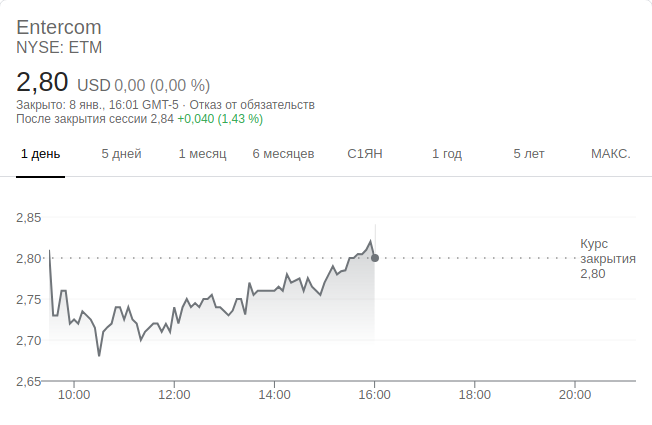 Entercom
NYSE: ETM
2,80 USD 0,00 (0,00 %)
Закрыто: 8 янв., 16:01 GMT-5 · Отказ от обязательств
После закрытия сессии 2,84 +0,040 (1,43 %)
1 день 5 дней 1 месяц 6 месяцев С1ЯН 1 год 5 лет МАКС.
2,85
2,80
2,75
2,70
2,65
Курс
закрытия
2,80
10:00 12:00 14:00 16:00 18:00 20:00